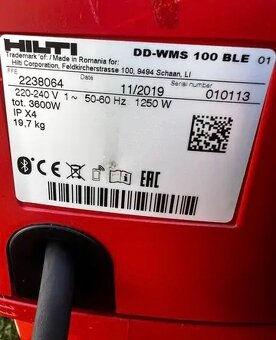 HILTI DD-WMS 100 BLE 01
Trademark of:/Made in Romania for:
Hilti Corporation, Feldkircherstrasse 100, 9494 Schaan, LI
2238064 Date 11/2019 Serial number 010113
220-240 V 1~ 50-60 Hz 1250 W
tot. 3600W
IP X4
19,7 kg
CE EAC